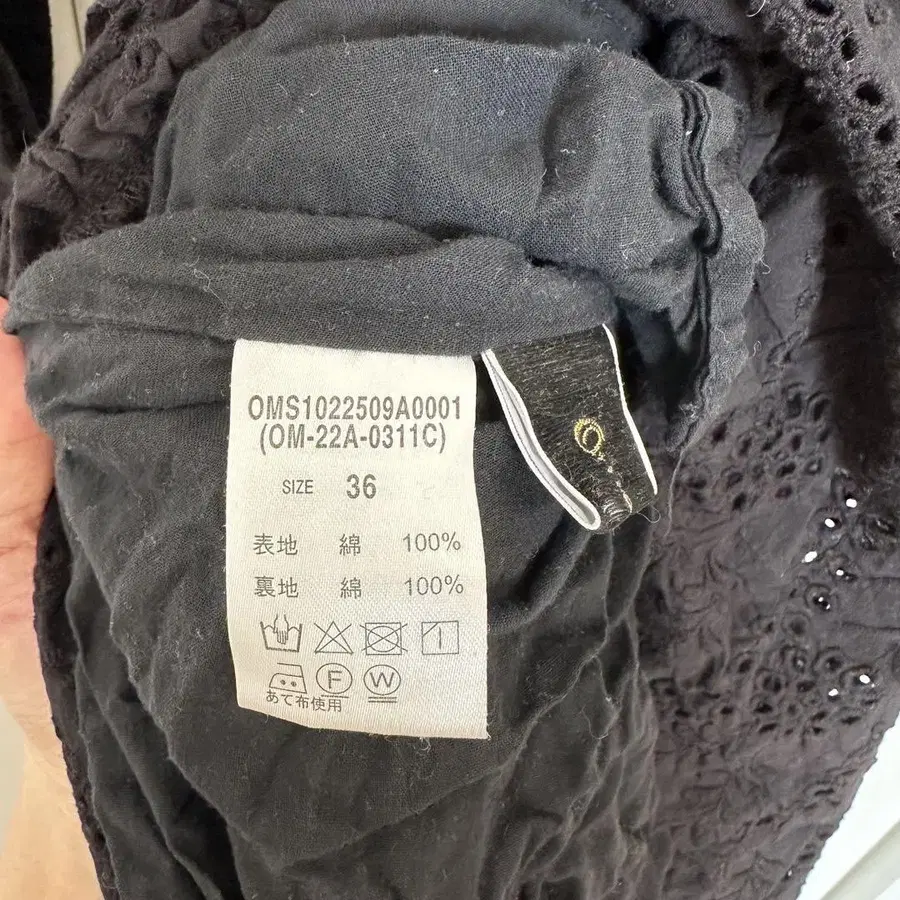 OMS1022509A0001
(OM-22A-0311C)
SIZE 36
表地 綿 100%
裏地 綿 100%
F W
あて布使用